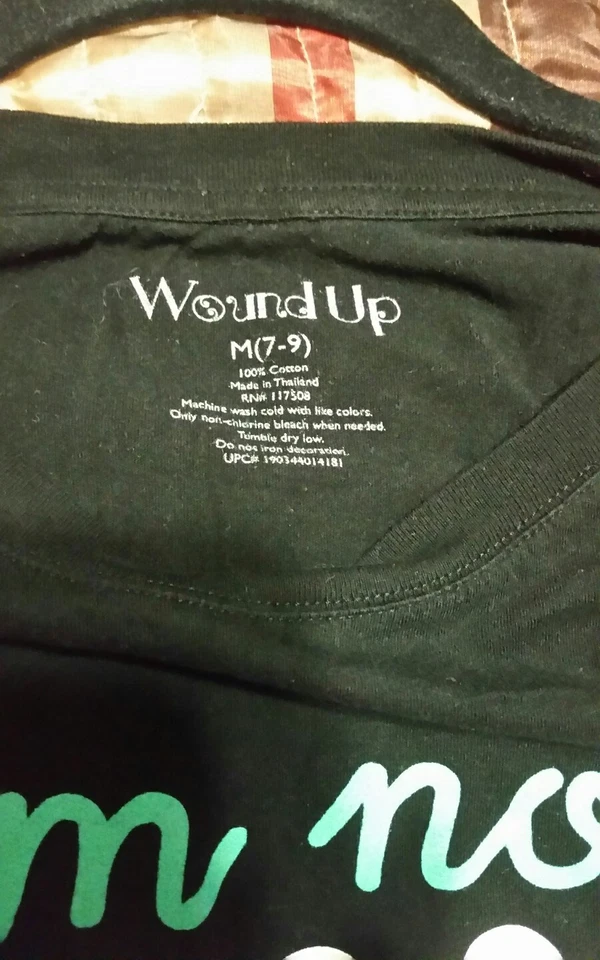 Wound Up
M(7-9)
100% Cotton
Made in Thailand
RN# 117508
Machine wash cold with like colors.
Only non-chlorine bleach when needed.
Tumble dry low.
Do not iron decoration.
UPC# 190344014181
m no